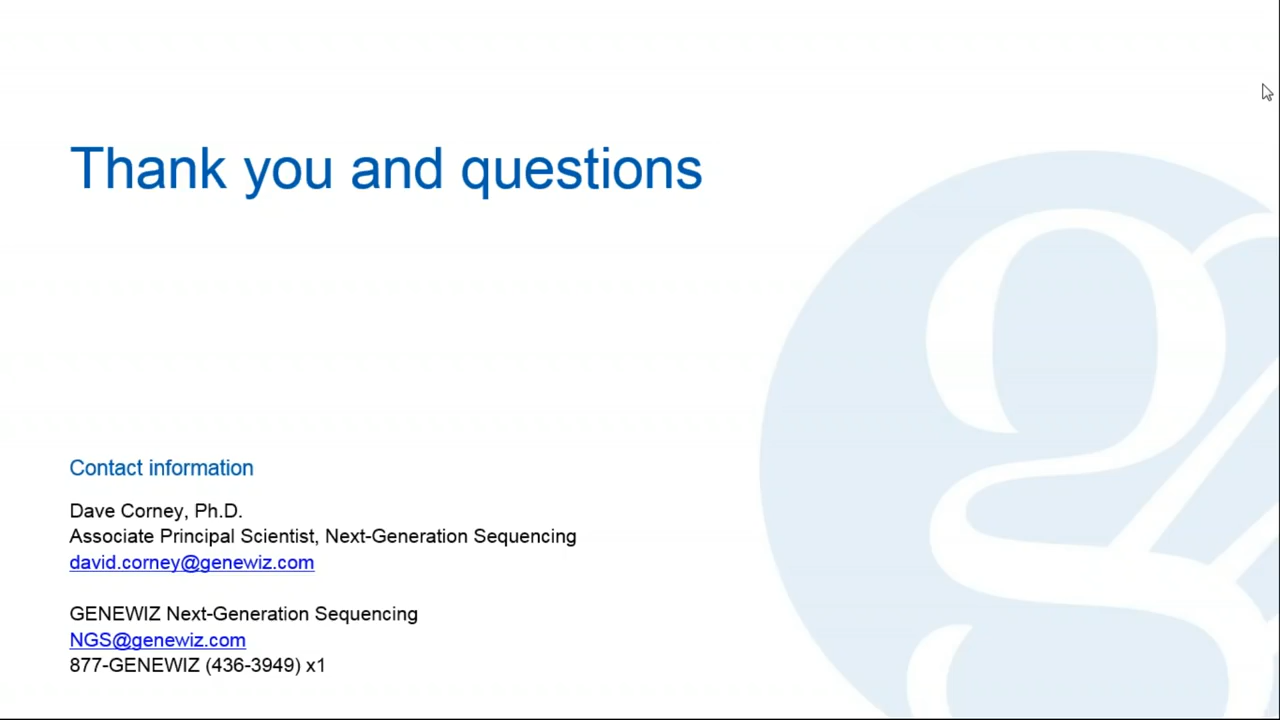 Thank you and questions
Contact information
Dave Corney, Ph.D.
Associate Principal Scientist, Next-Generation Sequencing
david.corney@genewiz.com
GENEWIZ Next-Generation Sequencing
NGS@genewiz.com
877-GENEWIZ (436-3949) x1